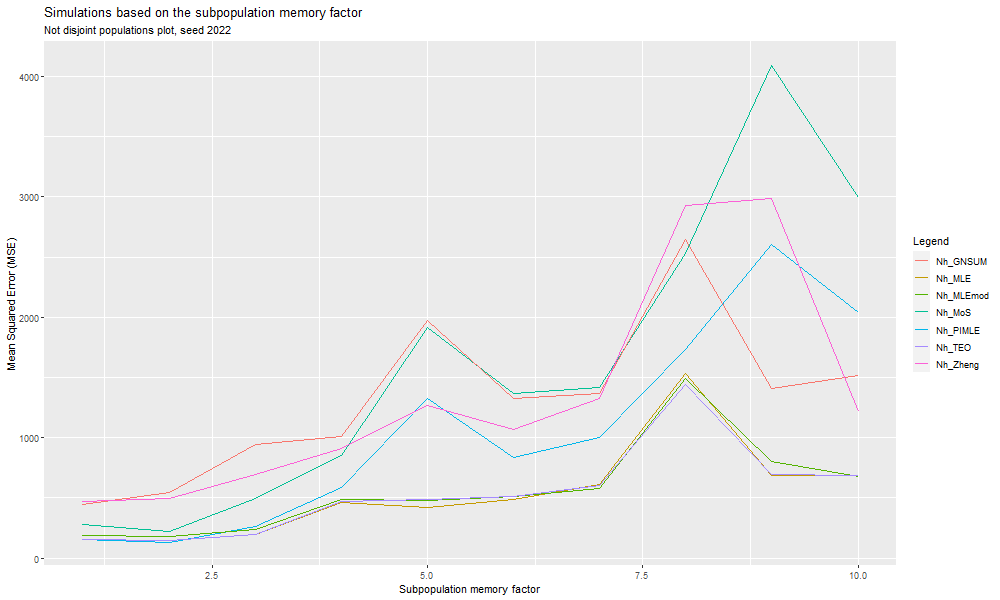 Simulations based on the subpopulation memory factor
Not disjoint populations plot, seed 2022
Mean Squared Error (MSE)
4000
3000
2000
1000
0
2.5
5.0
7.5
10.0
Subpopulation memory factor
Legend
Nh_GNSUM
Nh_MLE
Nh_MLEmod
Nh_MoS
Nh_PIMLE
Nh_TEO
Nh_Zheng